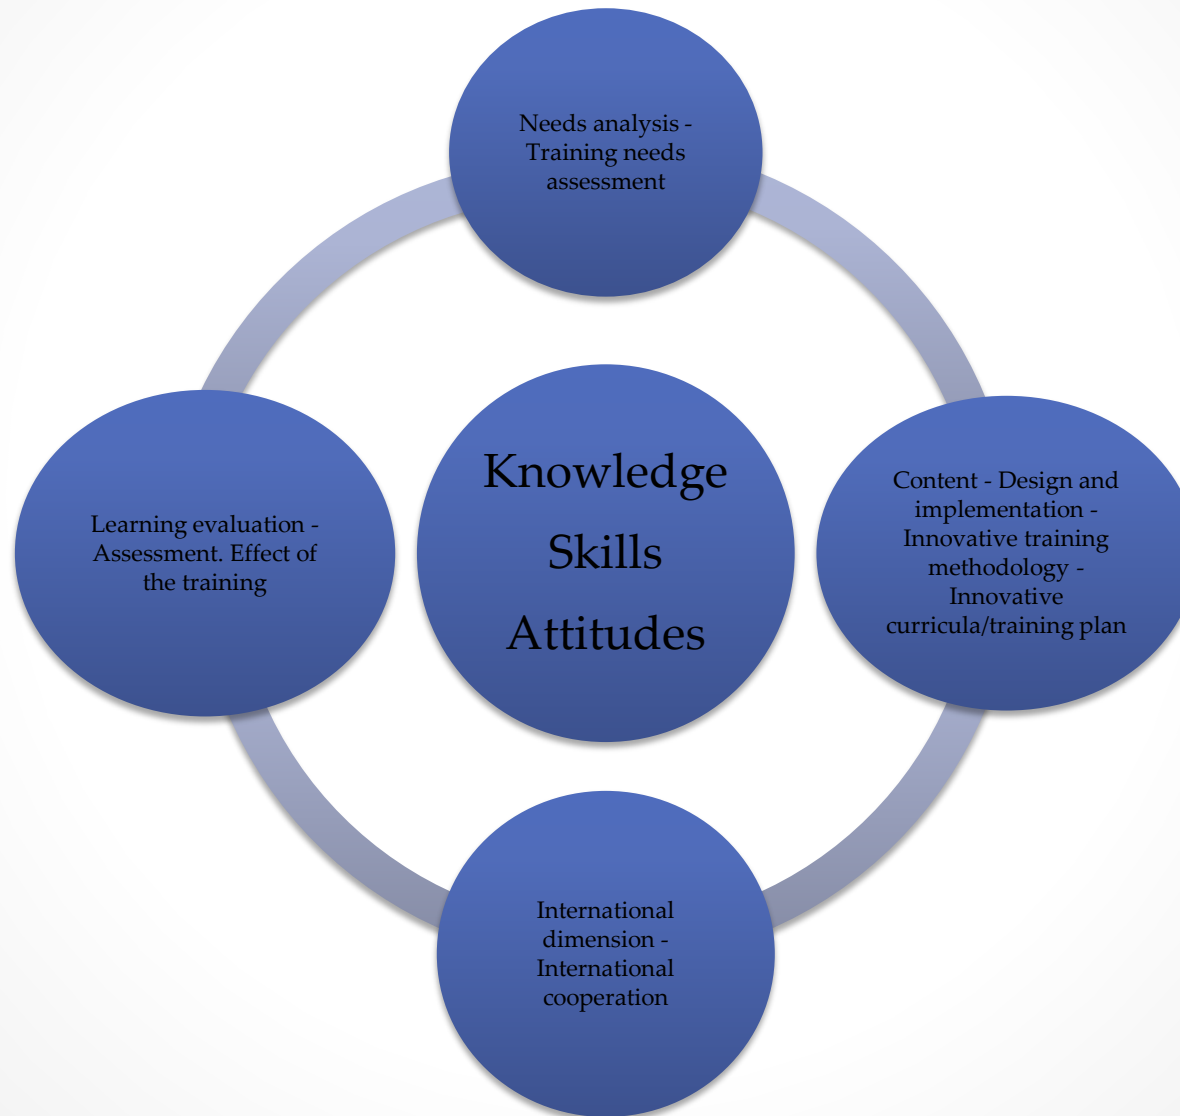 Needs analysis -
Training needs
assessment
Knowledge
Skills
Attitudes
Content - Design and
implementation -
Innovative training
methodology -
Innovative
curricula/training plan
Learning evaluation -
Assessment. Effect of
the training
International
dimension -
International
cooperation